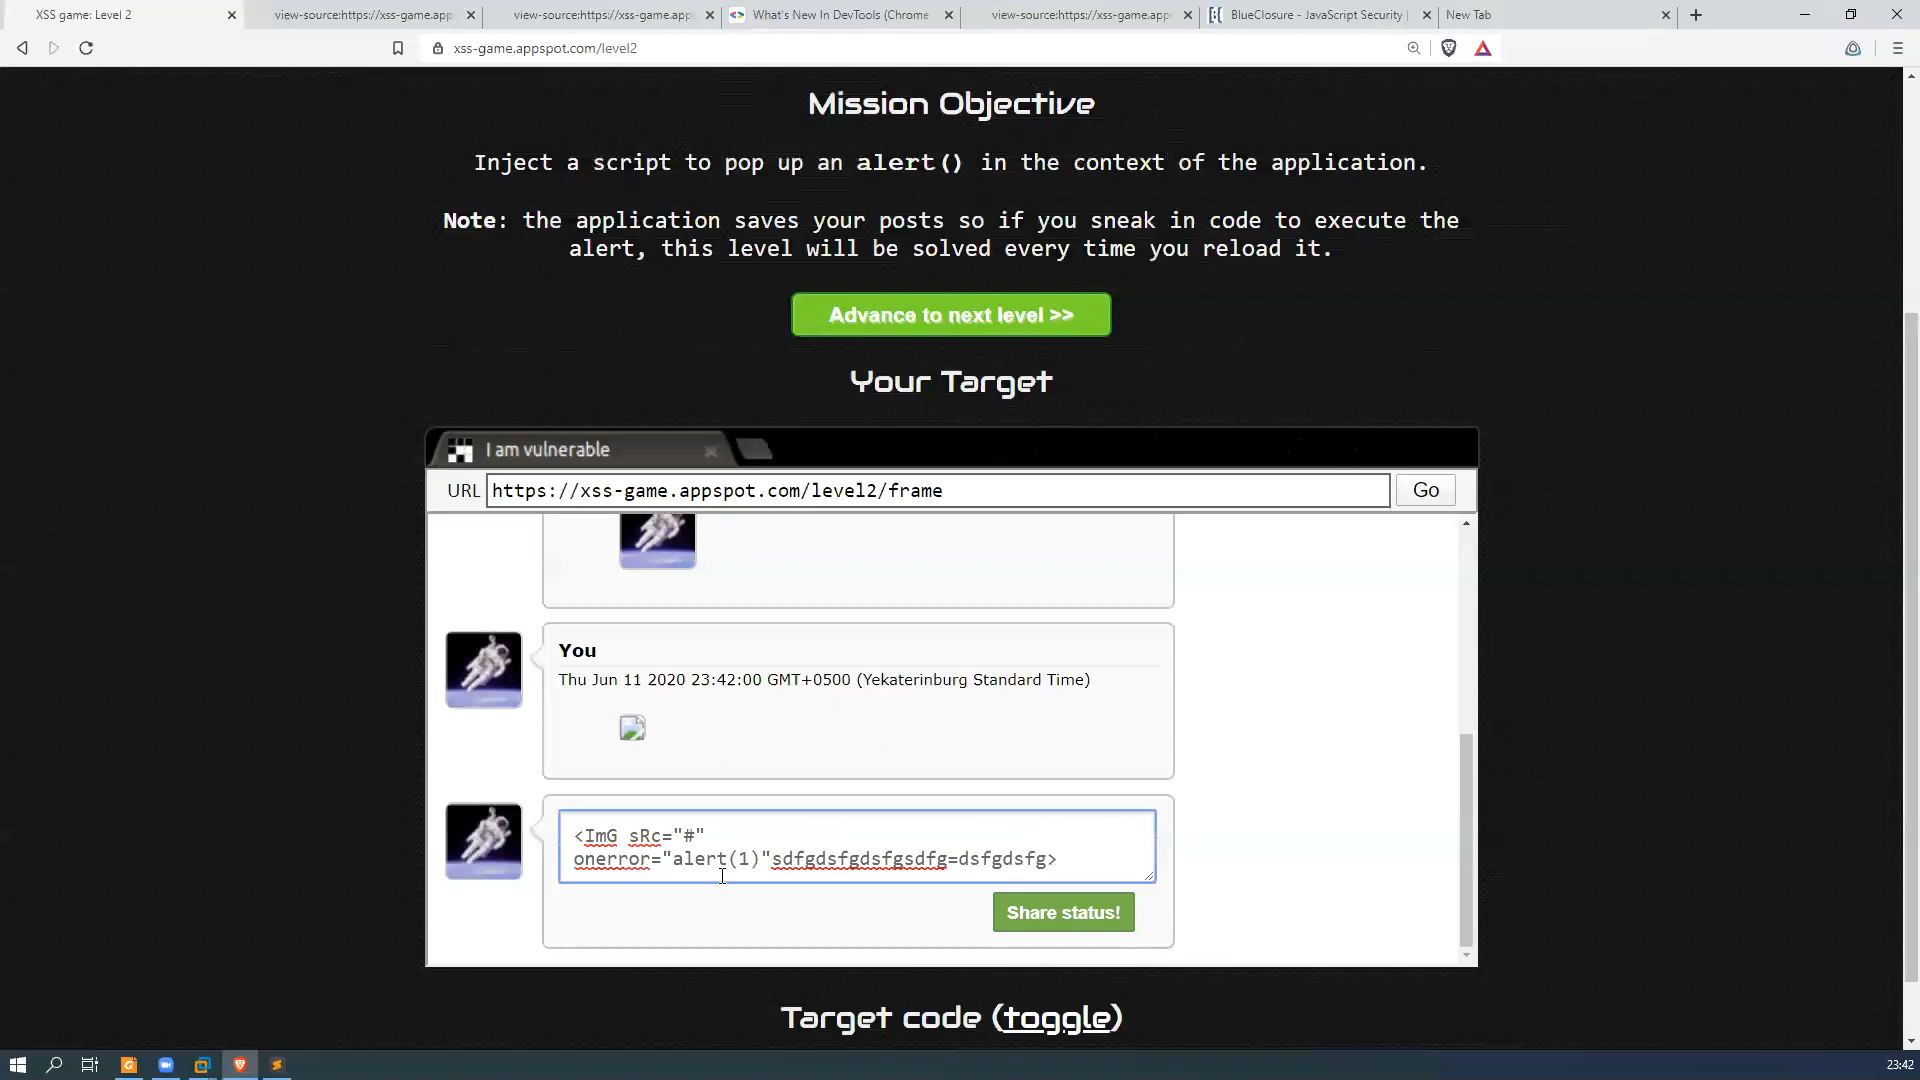 XSS game: Level 2
view-source:https://xss-game.app
view-source:https://xss-game.app
What's New In DevTools (Chrome
view-source:https://xss-game.app
BlueClosure - JavaScript Security
New Tab
xss-game.appspot.com/level2
Mission Objective
Inject a script to pop up an alert() in the context of the application.
Note: the application saves your posts so if you sneak in code to execute the
alert, this level will be solved every time you reload it.
Advance to next level >>
Your Target
I am vulnerable
URL https://xss-game.appspot.com/level2/frame Go
You
Thu Jun 11 2020 23:42:00 GMT+0500 (Yekaterinburg Standard Time)
<ImG sRc="#"
onerror="alert(1)"sdfgdsfgdsfgsdfg=dsfgdsfg>
Share status!
Target code (toggle)
23:42